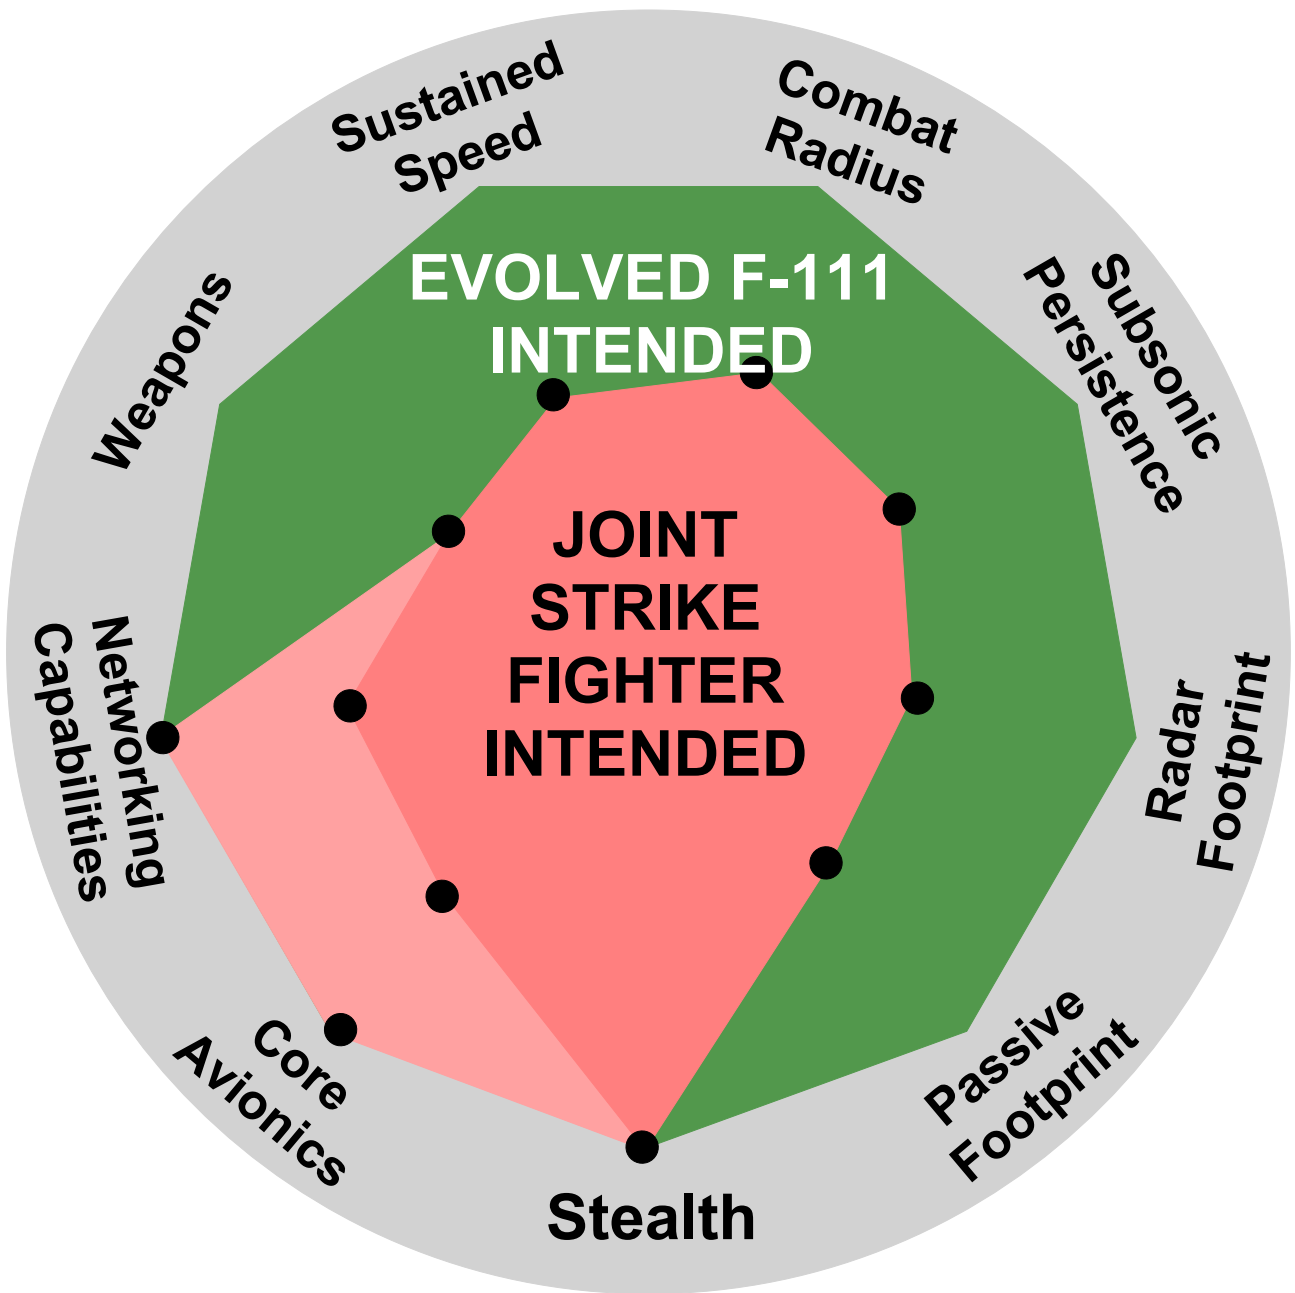 Sustained
Speed
Combat
Radius
Subsonic
Persistence
Weapons
EVOLVED F-111
INTENDED
JOINT
STRIKE
FIGHTER
INTENDED
Networking
Capabilities
Radar
Footprint
Core
Avionics
Passive
Footprint
Stealth